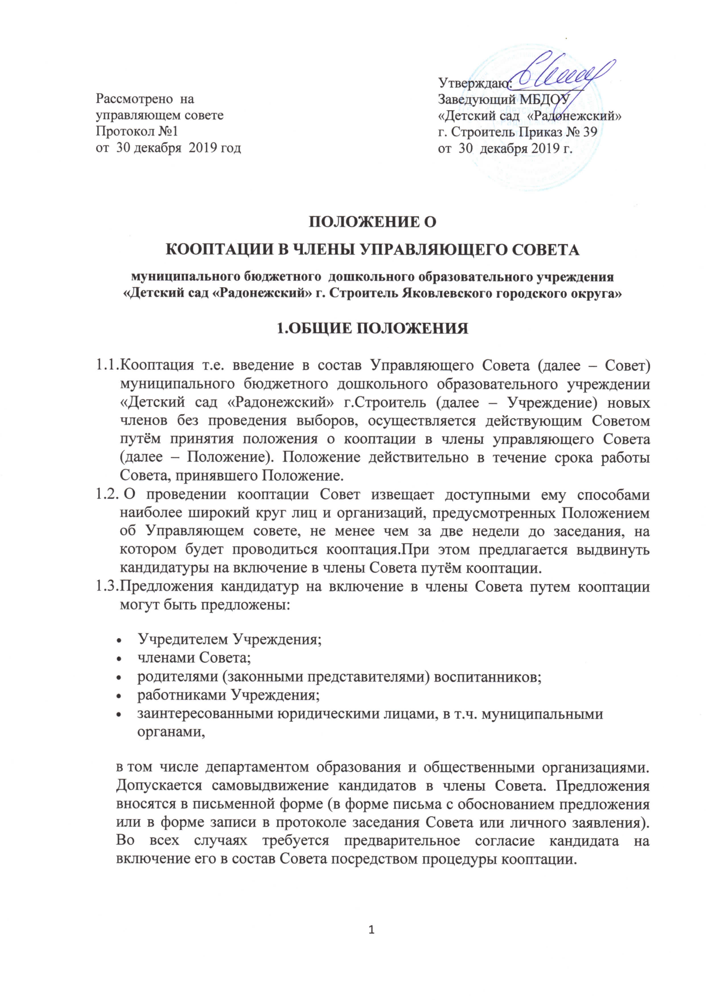 Рассмотрено на
управляющем совете
Протокол №1
от 30 декабря 2019 год
Утверждаю:
Заведующий МБДОУ
«Детский сад «Радонежский»
г. Строитель Приказ № 39
от 30 декабря 2019 г.
ПОЛОЖЕНИЕ О
КООПТАЦИИ В ЧЛЕНЫ УПРАВЛЯЮЩЕГО СОВЕТА
муниципального бюджетного дошкольного образовательного учреждения
«Детский сад «Радонежский» г. Строитель Яковлевского городского округа»
1.ОБЩИЕ ПОЛОЖЕНИЯ
1.1.Кооптация т.е. введение в состав Управляющего Совета (далее – Совет)
муниципального бюджетного дошкольного образовательного учреждении
«Детский сад «Радонежский» г.Строитель (далее – Учреждение) новых
членов без проведения выборов, осуществляется действующим Советом
путём принятия положения о кооптации в члены управляющего Совета
(далее – Положение). Положение действительно в течение срока работы
Совета, принявшего Положение.
1.2. О проведении кооптации Совет извещает доступными ему способами
наиболее широкий круг лиц и организаций, предусмотренных Положением
об Управляющем совете, не менее чем за две недели до заседания, на
котором будет проводиться кооптация.При этом предлагается выдвинуть
кандидатуры на включение в члены Совета путём кооптации.
1.3.Предложения кандидатур на включение в члены Совета путем кооптации
могут быть предложены:
• Учредителем Учреждения;
• членами Совета;
• родителями (законными представителями) воспитанников;
• работниками Учреждения;
• заинтересованными юридическими лицами, в т.ч. муниципальными
органами,
в том числе департаментом образования и общественными организациями.
Допускается самовыдвижение кандидатов в члены Совета. Предложения
вносятся в письменной форме (в форме письма с обоснованием предложения
или в форме записи в протоколе заседания Совета или личного заявления).
Во всех случаях требуется предварительное согласие кандидата на
включение его в состав Совета посредством процедуры кооптации.
1